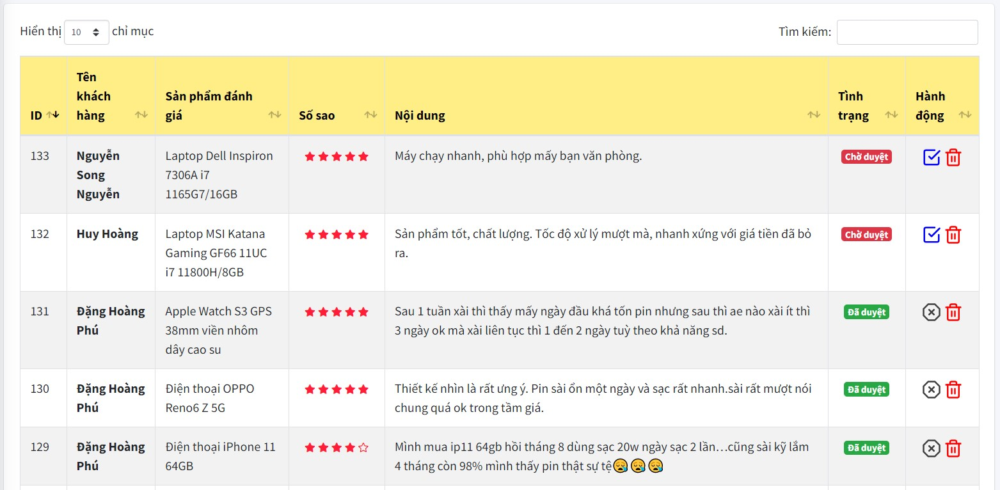 Hiển thị 10 chỉ mục
Tìm kiếm:
ID
Tên
khách
hàng
Sản phẩm đánh
giá
Số sao
Nội dung
Tình
trạng
Hành
động
133
Nguyễn
Song
Nguyễn
Laptop Dell Inspiron
7306A i7
1165G7/16GB
Máy chạy nhanh, phù hợp mấy bạn văn phòng.
Chờ duyệt
132
Huy Hoàng
Laptop MSI Katana
Gaming GF66 11UC
i7 11800H/8GB
Sản phẩm tốt, chất lượng. Tốc độ xử lý mượt mà, nhanh xứng với giá tiền đã bỏ
ra.
Chờ duyệt
131
Đặng Hoàng
Phú
Apple Watch S3 GPS
38mm viền nhôm
dây cao su
Sau 1 tuần xài thì thấy mấy ngày đầu khá tốn pin nhưng sau thì ae nào xài ít thì
3 ngày ok mà xài liên tục thì 1 đến 2 ngày tuỳ theo khả năng sd.
Đã duyệt
130
Đặng Hoàng
Phú
Điện thoại OPPO
Reno6 Z 5G
Thiết kế nhìn là rất ưng ý. Pin sài ổn một ngày và sạc rất nhanh.sài rất mượt nói
chung quá ok trong tầm giá.
Đã duyệt
129
Đặng Hoàng
Phú
Điện thoại iPhone 11
64GB
Mình mua ip11 64gb hồi tháng 8 dùng sạc 20w ngày sạc 2 lần…cũng sài kỹ lắm
4 tháng còn 98% mình thấy pin thật sự tệ😪😪😪
Đã duyệt